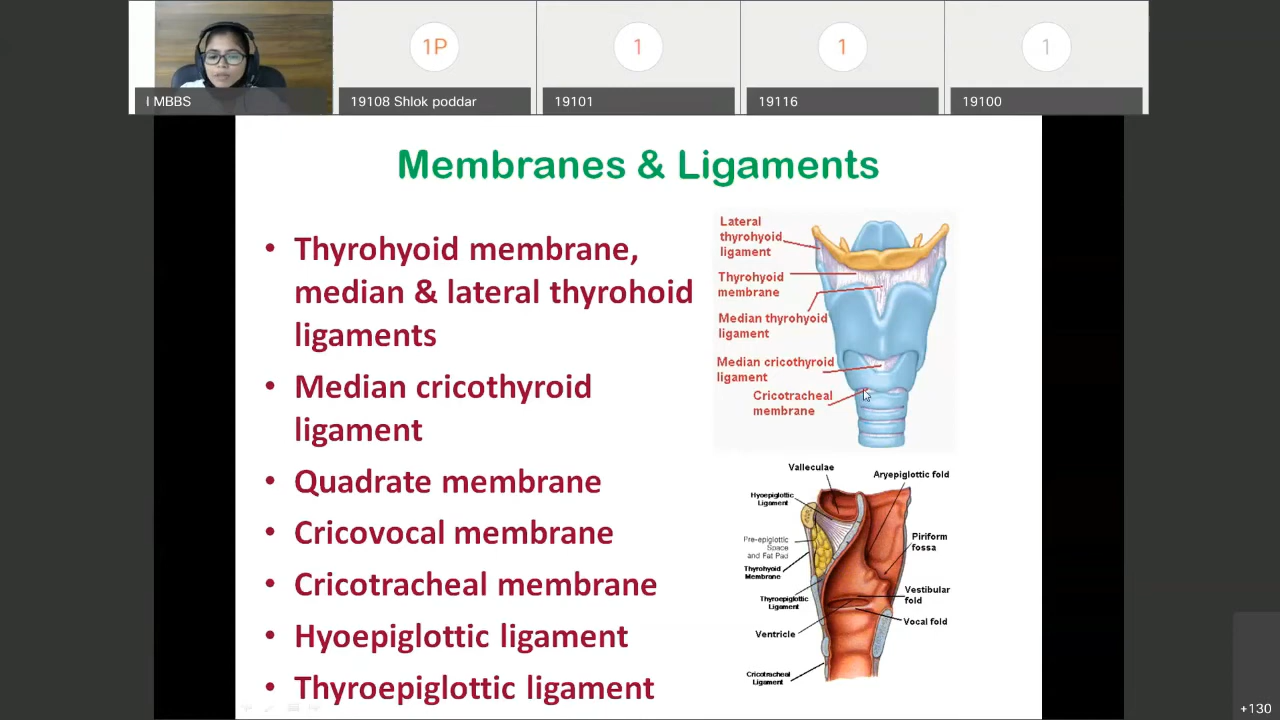 1P
1
1
1
I MBBS
19108 Shlok poddar
19101
19116
19100
Membranes & Ligaments
• Thyrohyoid membrane,
median & lateral thyrohoid
ligaments
• Median cricothyroid
ligament
• Quadrate membrane
• Cricovocal membrane
• Cricotracheal membrane
• Hyoepiglottic ligament
• Thyroepiglottic ligament
Lateral
thyrohyoid
ligament
Thyrohyoid
membrane
Median thyrohyoid
ligament
Median cricothyroid
ligament
Cricotracheal
membrane
Valleculae
Aryepiglottic fold
Hyoepiglottic
Ligament
Pre-epiglottic
Space
and Fat Pad
Piriform
fossa
Thyrohyoid
Membrane
Thyroepiglottic
Ligament
Vestibular
fold
Vocal fold
Ventricle
Cricotracheal
Ligament
+130